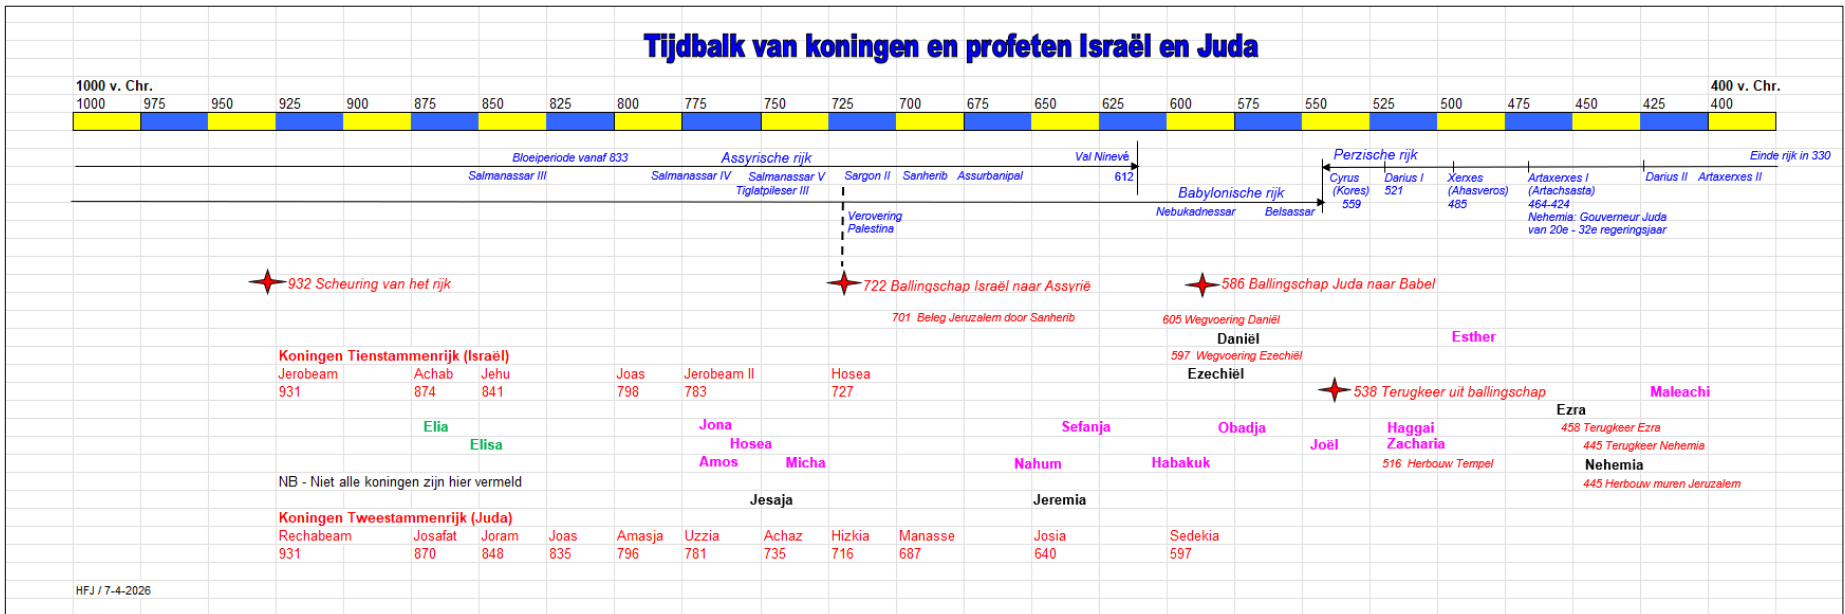 Tijdbalk van koningen en profeten Israël en Juda
1000 v. Chr. 400 v. Chr.
1000 975 950 925 900 875 850 825 800 775 750 725 700 675 650 625 600 575 550 525 500 475 450 425 400
Bloeiperiode vanaf 833 Assyrische rijk Val Ninevé Perzische rijk Einde rijk in 330
Salmanassar III Salmanassar IV Salmanassar V Sargon II Sanherib Assurbanipal 612 Cyrus Darius I Xerxes Artaxerxes I Darius II Artaxerxes II
Tiglatpileser III Babylonische rijk (Kores) 521 (Ahasveros) (Artachsasta)
559 485 464-424
Verovering Nebukadnessar Belsassar Nehemia: Gouverneur Juda
Palestina van 20e - 32e regeringsjaar
932 Scheuring van het rijk 722 Ballingschap Israël naar Assyrië 586 Ballingschap Juda naar Babel
701 Beleg Jeruzalem door Sanherib 605 Wegvoering Daniël
Daniël Esther
Koningen Tienstammenrijk (Israël) 597 Wegvoering Ezechiël
Jerobeam Achab Jehu Joas Jerobeam II Hosea Ezechiël
931 874 841 798 783 727 538 Terugkeer uit ballingschap Maleachi
Ezra
Elia Jona Sefanja Obadja Haggai 458 Terugkeer Ezra
Elisa Hosea Joël Zacharia 445 Terugkeer Nehemia
Amos Micha Nahum Habakuk 516 Herbouw Tempel Nehemia
NB - Niet alle koningen zijn hier vermeld 445 Herbouw muren Jeruzalem
Jesaja Jeremia
Koningen Tweestammenrijk (Juda)
Rechabeam Josafat Joram Joas Amasja Uzzia Achaz Hizkia Manasse Josia Sedekia
931 870 848 835 796 781 735 716 687 640 597
HFJ / 7-4-2026